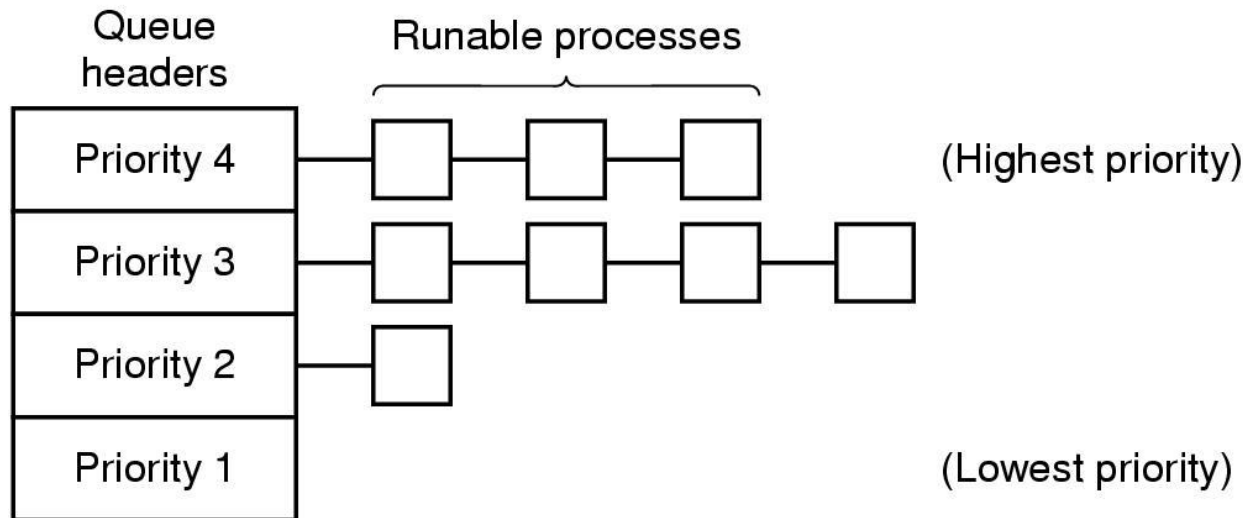 Queue
headers
Runable processes
Priority 4
(Highest priority)
Priority 3
Priority 2
Priority 1
(Lowest priority)